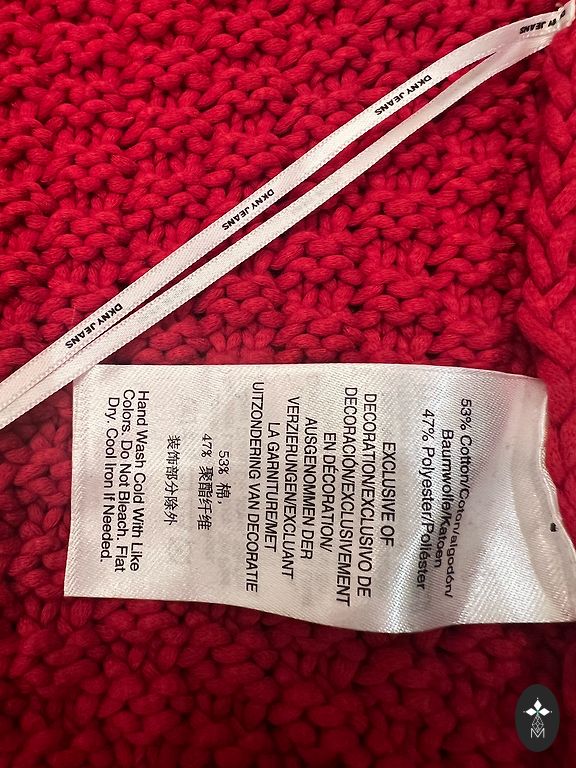 DKNY JEANS
DKNY JEANS
DKNY JEANS
NY JEANS
53% Cotton/Coton/algodón/
Baumwolle/Katoen
47% Polyester/Poliéster
EXCLUSIVE OF
DECORATION/EXCLUSIVO DE
DECORACIÓN/EXCLUSIVEMENT
EN DECORATION/
AUSGENOMMEN DER
VERZIERUNGEN/EXCLUANT
LA GARNITURE/MET
UITZONDERING VAN DECORATIE
53% 棉,
47% 聚酯纤维
装饰部分除外
Hand Wash Cold With Like
Colors. Do Not Bleach. Flat
Dry. Cool Iron If Needed.
M